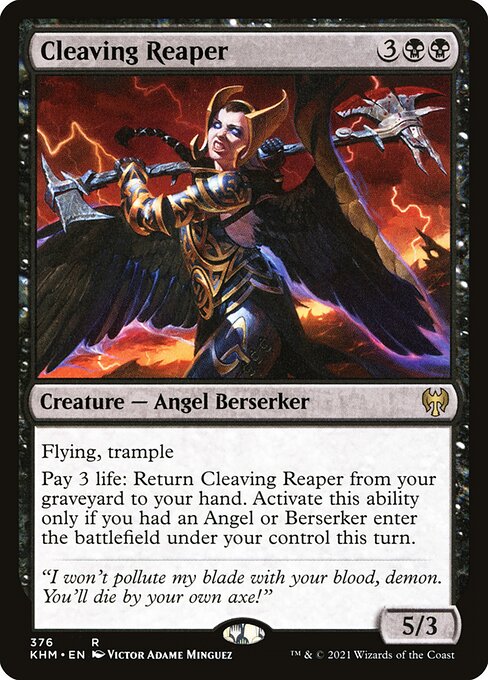 Cleaving Reaper 3
Creature — Angel Berserker
Flying, trample
Pay 3 life: Return Cleaving Reaper from your
graveyard to your hand. Activate this ability
only if you had an Angel or Berserker enter
the battlefield under your control this turn.
“I won’t pollute my blade with your blood, demon.
You’ll die by your own axe!”
5/3
376 R
KHM • EN Victor Adame Minguez ™ & © 2021 Wizards of the Coast